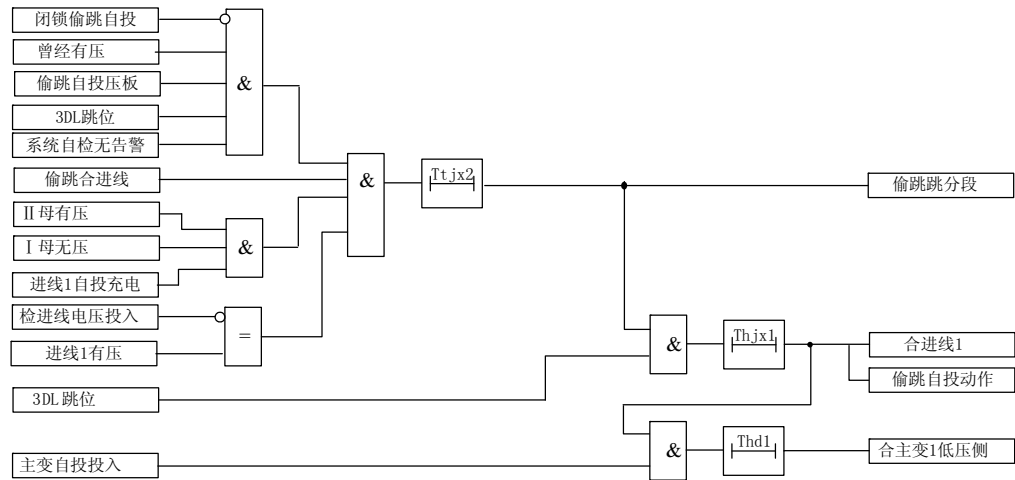 闭锁偷跳自投
曾经有压
偷跳自投压板
&
3DL跳位
系统自检无告警
偷跳合进线
&
Ttjx2
偷跳跳分段
Ⅱ母有压
Ⅰ母无压
&
进线1自投充电
检进线电压投入
=
进线1有压
&
Thjx1
合进线1
偷跳自投动作
3DL跳位
主变自投投入
&
Thd1
合主变1低压侧